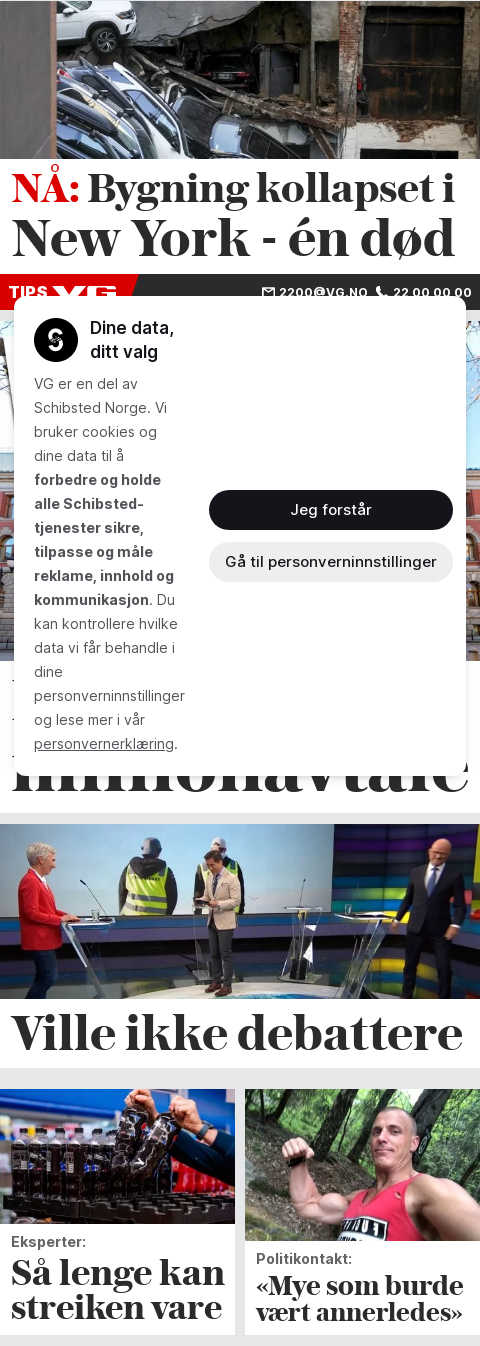 NÅ: Bygning kollapset i
New York - én død
TIPS VG
2200@VG.NO 22 00 00 00
Dine data,
ditt valg
VG er en del av
Schibsted Norge. Vi
bruker cookies og
dine data til å
forbedre og holde
alle Schibsted-
tjenester sikre,
tilpasse og måle
reklame, innhold og
kommunikasjon. Du
kan kontrollere hvilke
data vi får behandle i
dine
personverninnstillinger
og lese mer i vår
personvernerklæring.
Jeg forstår
Gå til personverninnstillinger
millionavtale
Ville ikke debattere
Eksperter:
Så lenge kan
streiken vare
Politikontakt:
«Mye som burde
vært annerledes»